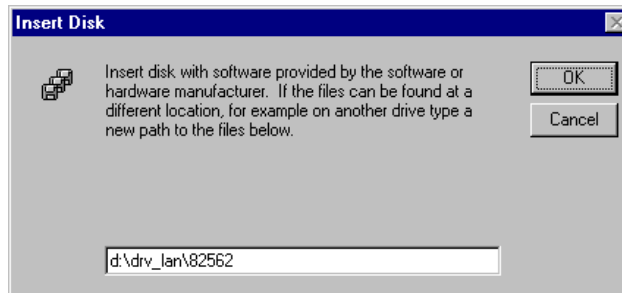 Insert Disk
Insert disk with software provided by the software or
hardware manufacturer. If the files can be found at a
different location, for example on another drive type a
new path to the files below.
OK
Cancel
d:\drv_lan\82562